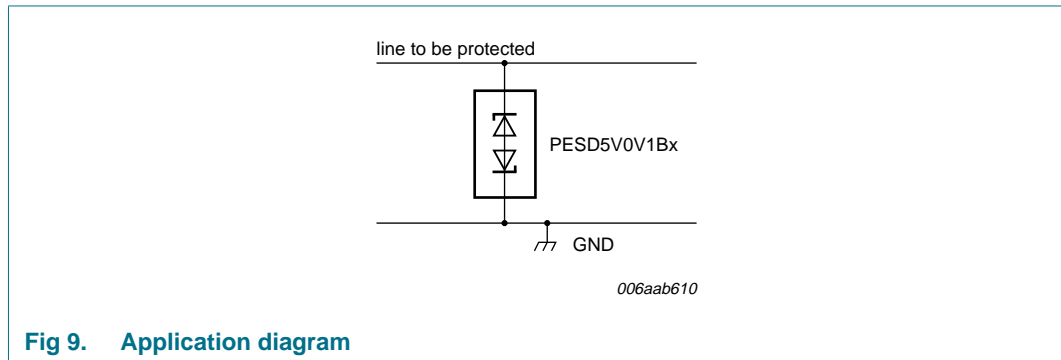 line to be protected
PESD5V0V1Bx
GND
006aab610
Fig 9. Application diagram